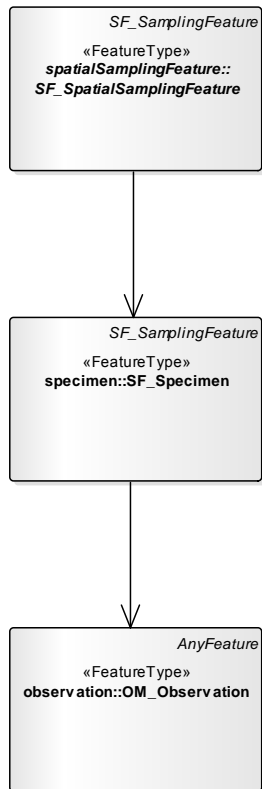 SF_SamplingFeature
«FeatureType»
spatialSamplingFeature::
SF_SpatialSamplingFeature
SF_SamplingFeature
«FeatureType»
specimen::SF_Specimen
AnyFeature
«FeatureType»
observation::OM_Observation